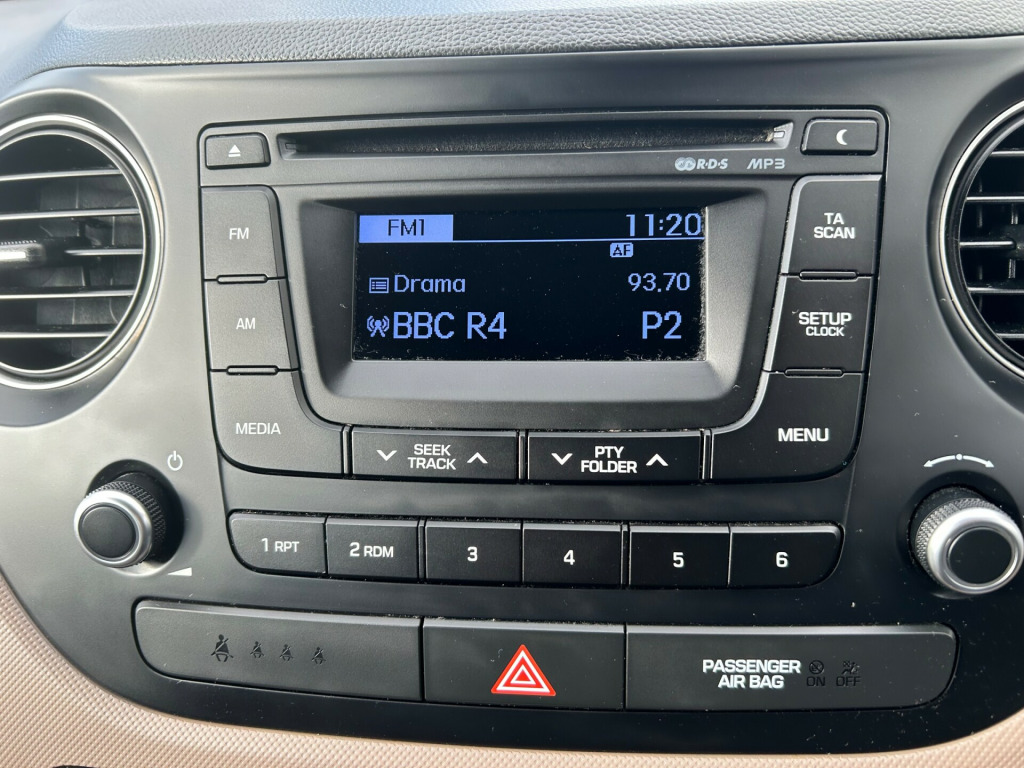 R·D·S MP3
FM1 11:20
AF
Drama 93.70
BBC R4 P2
FM
AM
MEDIA
TA
SCAN
SETUP
CLOCK
MENU
SEEK
TRACK
PTY
FOLDER
1 RPT 2 RDM 3 4 5 6
PASSENGER
AIR BAG
ON OFF